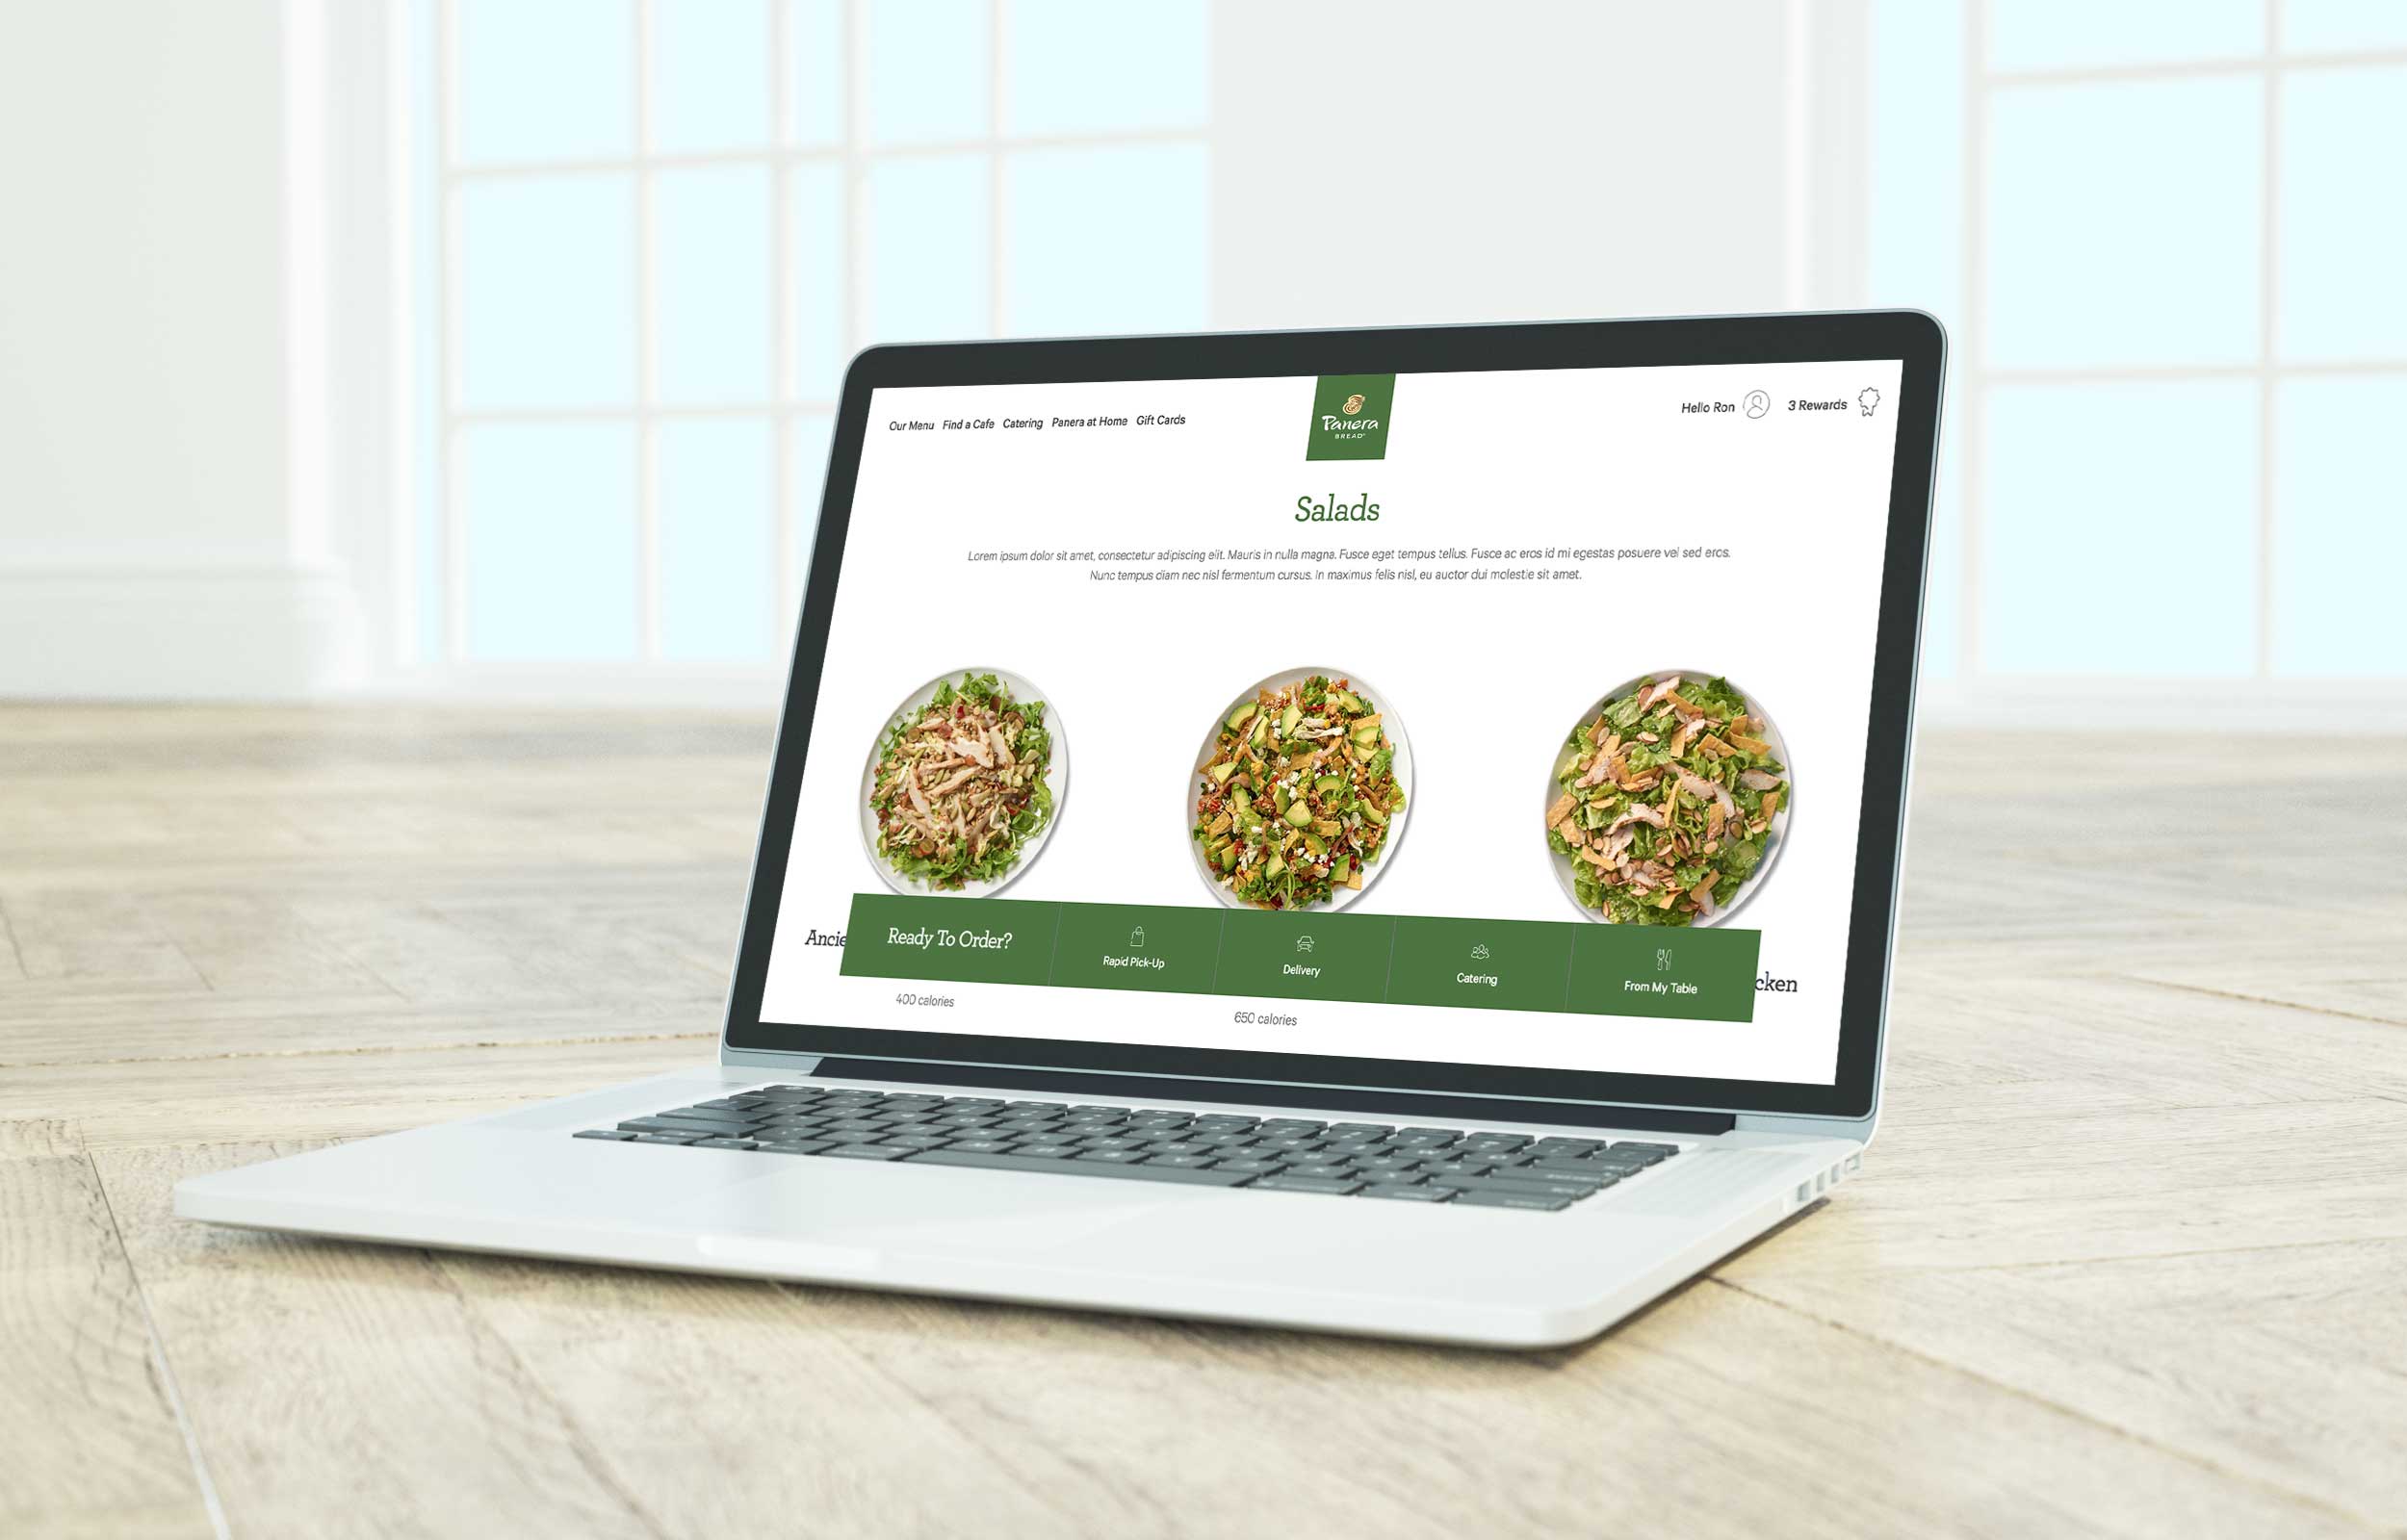 Our Menu Find a Cafe Catering Panera at Home Gift Cards
Panera
BREAD
Hello Ron
3 Rewards
Salads
Lorem ipsum dolor sit amet, consectetur adipiscing elit. Mauris in nulla magna. Fusce eget tempus tellus. Fusce ac eros id mi egestas posuere vel sed eros.
Nunc tempus diam nec nisl fermentum cursus. In maximus felis nisl, eu auctor dui molestie sit amet.
Ancie
Ready To Order?
Rapid Pick-Up
Delivery
Catering
From My Table
cken
400 calories
650 calories